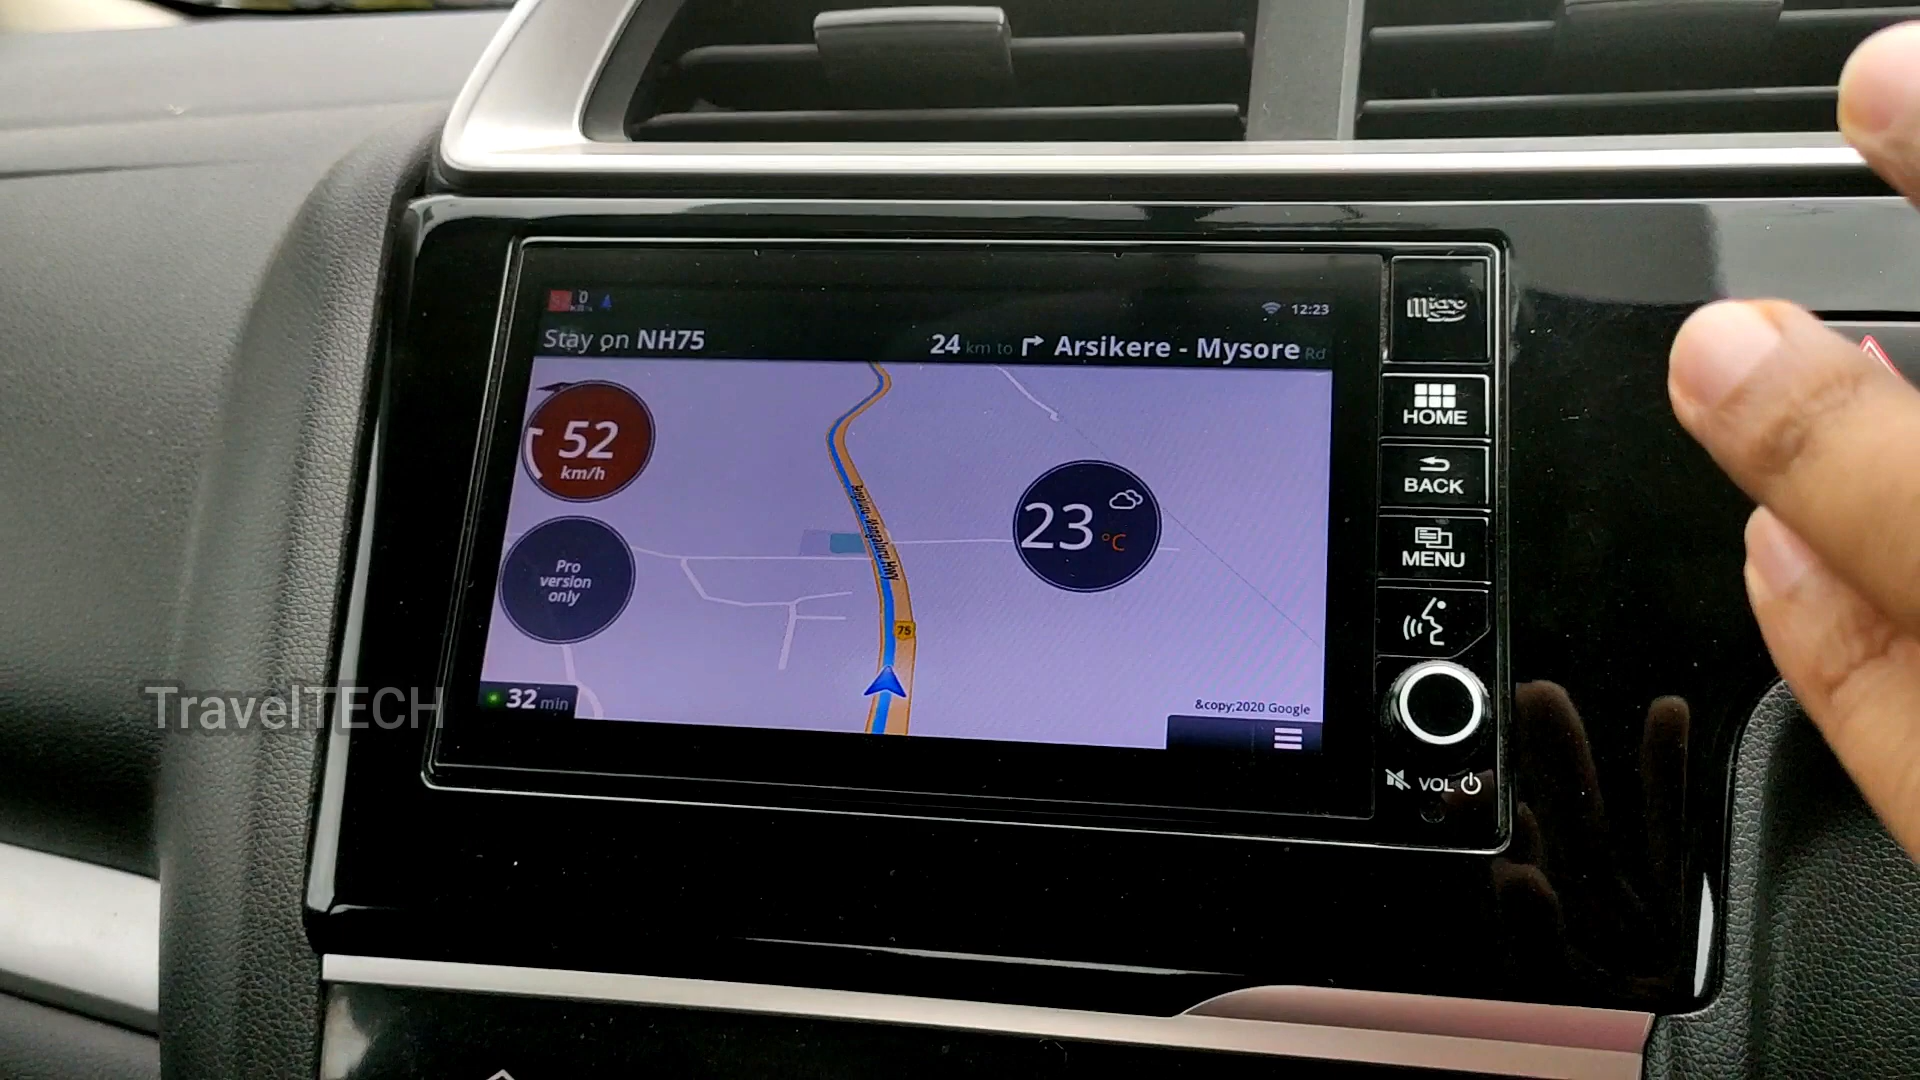 0
12:23
Stay on NH75
24 km to Arsikere - Mysore Rd
52
km/h
23 °C
Pro
version
only
75
32 min
&copy;2020 Google
micro
HOME
BACK
MENU
VOL
TravelTECH